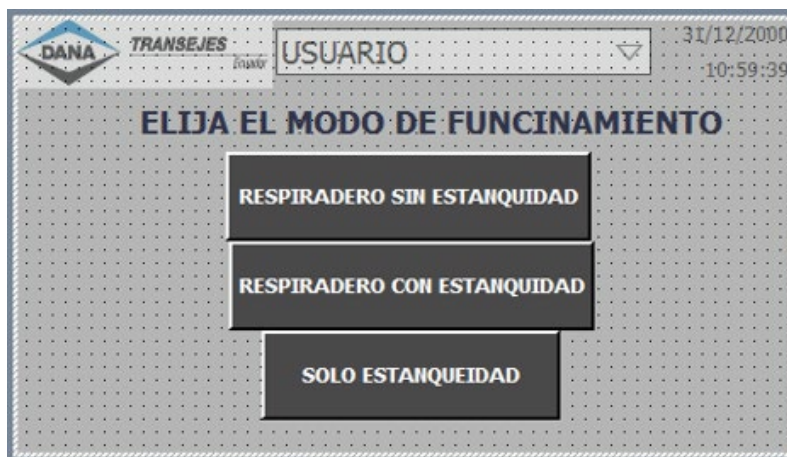 DANA TRANSEJES Ecuador USUARIO 31/12/2000
10:59:39
ELIJA EL MODO DE FUNCINAMIENTO
RESPIRADERO SIN ESTANQUIDAD
RESPIRADERO CON ESTANQUIDAD
SOLO ESTANQUEIDAD